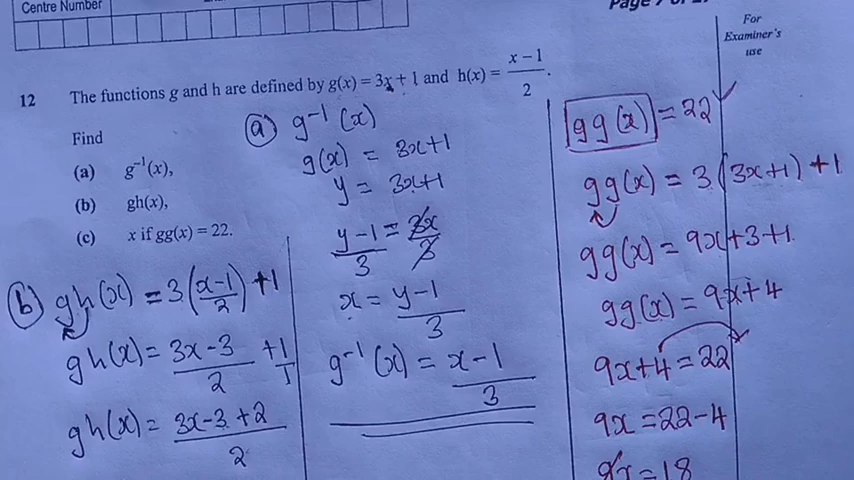 Centre Number
For
Examiner's
use
12 The functions g and h are defined by g(x) = 3x + 1 and h(x) = (x – 1)/2.
Find
(a) g⁻¹(x),
(b) gh(x),
(c) x if gg(x) = 22.
(a) g⁻¹(x)
g(x) = 3x+1
y = 3x+1
(y-1)/3 = 3x/3
x = (y-1)/3
g⁻¹(x) = (x-1)/3
(b) gh(x) = 3((x-1)/2) + 1
gh(x) = (3x-3)/2 + 1/1
gh(x) = (3x-3+2)/2
gg(x) = 22
gg(x) = 3(3x+1)+1
gg(x) = 9x+3+1
gg(x) = 9x+4
9x+4 = 22
9x = 22-4
9x = 18